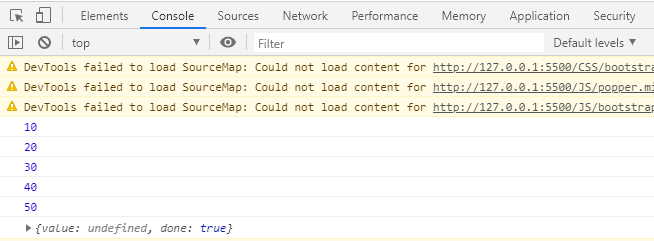 Elements Console Sources Network Performance Memory Application Security
top Filter Default levels
DevTools failed to load SourceMap: Could not load content for http://127.0.0.1:5500/CSS/bootstra
DevTools failed to load SourceMap: Could not load content for http://127.0.0.1:5500/JS/popper.mi
DevTools failed to load SourceMap: Could not load content for http://127.0.0.1:5500/JS/bootstrap
10
20
30
40
50
{value: undefined, done: true}